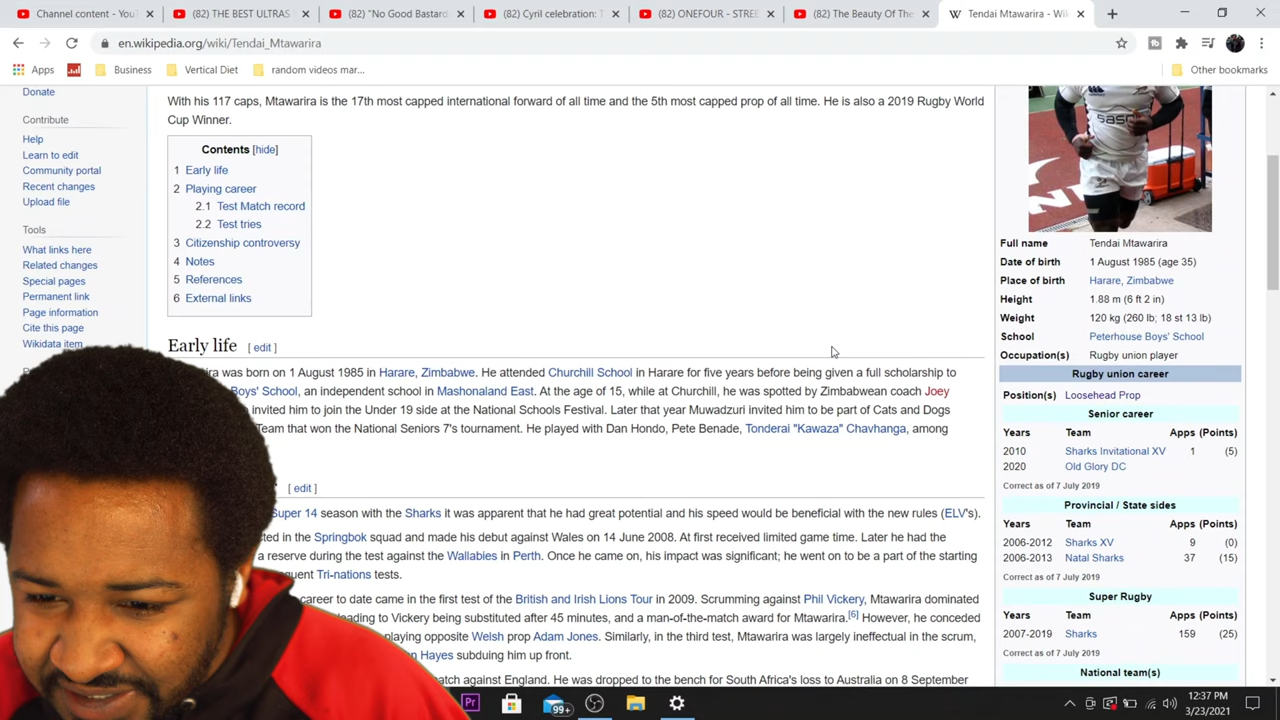 Content channel - YouT
(82) THE BEST ULTRAS
(82) "No Good Bastard
(82) Cyril celebration: T
(82) ONEFOUR - STREE
(82) The Beauty Of The
Tendai Mtawarira - Wik
en.wikipedia.org/wiki/Tendai_Mtawarira
Apps
Business
Vertical Diet
random videos mar...
Other bookmarks
Donate
Contribute
Help
Learn to edit
Community portal
Recent changes
Upload file
Tools
What links here
Related changes
Special pages
Permanent link
Page information
Cite this page
Wikidata item
With his 117 caps, Mtawarira is the 17th most capped international forward of all time and the 5th most capped prop of all time. He is also a 2019 Rugby World
Cup Winner.
Contents [hide]
1 Early life
2 Playing career
2.1 Test Match record
2.2 Test tries
3 Citizenship controversy
4 Notes
5 References
6 External links
Early life [ edit ]
was born on 1 August 1985 in Harare, Zimbabwe. He attended Churchill School in Harare for five years before being given a full scholarship to
Boys' School, an independent school in Mashonaland East. At the age of 15, while at Churchill, he was spotted by Zimbabwean coach Joey
invited him to join the Under 19 side at the National Schools Festival. Later that year Muwadzuri invited him to be part of Cats and Dogs
Team that won the National Seniors 7's tournament. He played with Dan Hondo, Pete Benade, Tonderai "Kawaza" Chavhanga, among
[ edit ]
Super 14 season with the Sharks it was apparent that he had great potential and his speed would be beneficial with the new rules (ELV's).
in the Springbok squad and made his debut against Wales on 14 June 2008. At first received limited game time. Later he had the
a reserve during the test against the Wallabies in Perth. Once he came on, his impact was significant; he went on to be a part of the starting
Tri-nations tests.
career to date came in the first test of the British and Irish Lions Tour in 2009. Scrumming against Phil Vickery, Mtawarira dominated
leading to Vickery being substituted after 45 minutes, and a man-of-the-match award for Mtawarira.[6] However, he conceded
playing opposite Welsh prop Adam Jones. Similarly, in the third test, Mtawarira was largely ineffectual in the scrum,
Hayes subduing him up front.
match against England. He was dropped to the bench for South Africa's loss to Australia on 8 September
sasol
Full name Tendai Mtawarira
Date of birth 1 August 1985 (age 35)
Place of birth Harare, Zimbabwe
Height 1.88 m (6 ft 2 in)
Weight 120 kg (260 lb; 18 st 13 lb)
School Peterhouse Boys' School
Occupation(s) Rugby union player
Rugby union career
Position(s) Loosehead Prop
Senior career
Years Team Apps (Points)
2010 Sharks Invitational XV 1 (5)
2020 Old Glory DC
Correct as of 7 July 2019
Provincial / State sides
Years Team Apps (Points)
2006-2012 Sharks XV 9 (0)
2006-2013 Natal Sharks 37 (15)
Correct as of 7 July 2019
Super Rugby
Years Team Apps (Points)
2007-2019 Sharks 159 (25)
Correct as of 7 July 2019
National team(s)
Pr
99+
12:37 PM
3/23/2021